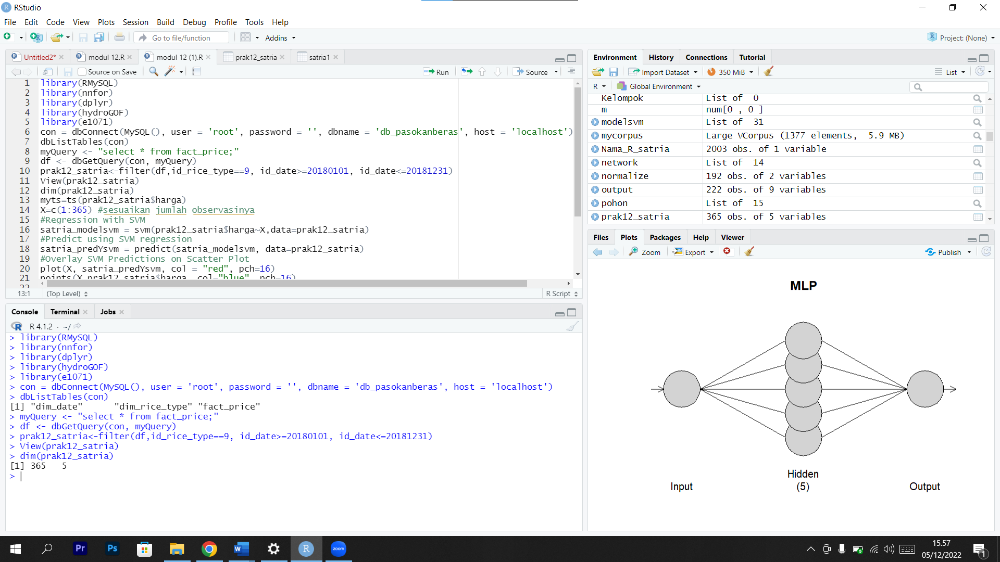 RStudio
File Edit Code View Plots Session Build Debug Profile Tools Help
Go to file/function Addins Project: (None)
Untitled2* modul 12.R modul 12 (1).R prak12_satria satria1
Source on Save Run Source
1 library(RMySQL)
2 library(nnfor)
3 library(dplyr)
4 library(hydroGOF)
5 library(e1071)
6 con = dbConnect(MySQL(), user = 'root', password = '', dbname = 'db_pasokanberas', host = 'localhost')
7 dbListTables(con)
8 myQuery <- "select * from fact_price;"
9 df <- dbGetQuery(con, myQuery)
10 prak12_satria<-filter(df,id_rice_type==9, id_date>=20180101, id_date<=20181231)
11 View(prak12_satria)
12 dim(prak12_satria)
13 myts=ts(prak12_satria$harga)
14 X=c(1:365) #sesuaikan jumlah observasinya
15 #Regression with SVM
16 satria_modelsvm = svm(prak12_satria$harga~X,data=prak12_satria)
17 #Predict using SVM regression
18 satria_predYsvm = predict(satria_modelsvm, data=prak12_satria)
19 #Overlay SVM Predictions on Scatter Plot
20 plot(X, satria_predYsvm, col = "red", pch=16)
21 points(X,prak12_satria$harga, col="blue", pch=16)
22
13:1 (Top Level) R Script
Console Terminal Jobs
R 4.1.2 · ~/
> library(RMySQL)
> library(nnfor)
> library(dplyr)
> library(hydroGOF)
> library(e1071)
> con = dbConnect(MySQL(), user = 'root', password = '', dbname = 'db_pasokanberas', host = 'localhost')
> dbListTables(con)
[1] "dim_date" "dim_rice_type" "fact_price"
> myQuery <- "select * from fact_price;"
> df <- dbGetQuery(con, myQuery)
> prak12_satria<-filter(df,id_rice_type==9, id_date>=20180101, id_date<=20181231)
> View(prak12_satria)
> dim(prak12_satria)
[1] 365 5
>
Environment History Connections Tutorial
Import Dataset 350 MiB List
R Global Environment
Kelompok List of 0
m num[0 , 0 ]
modelsvm List of 31
mycorpus Large VCorpus (1377 elements, 5.9 MB)
Nama_R_satria 2003 obs. of 1 variable
network List of 14
normalize 192 obs. of 2 variables
output 222 obs. of 9 variables
pohon List of 15
prak12_satria 365 obs. of 5 variables
Files Plots Packages Help Viewer
Zoom Export Publish
MLP
Hidden
Input (5) Output
Pr Ps W R zoom
15.57
05/12/2022
1